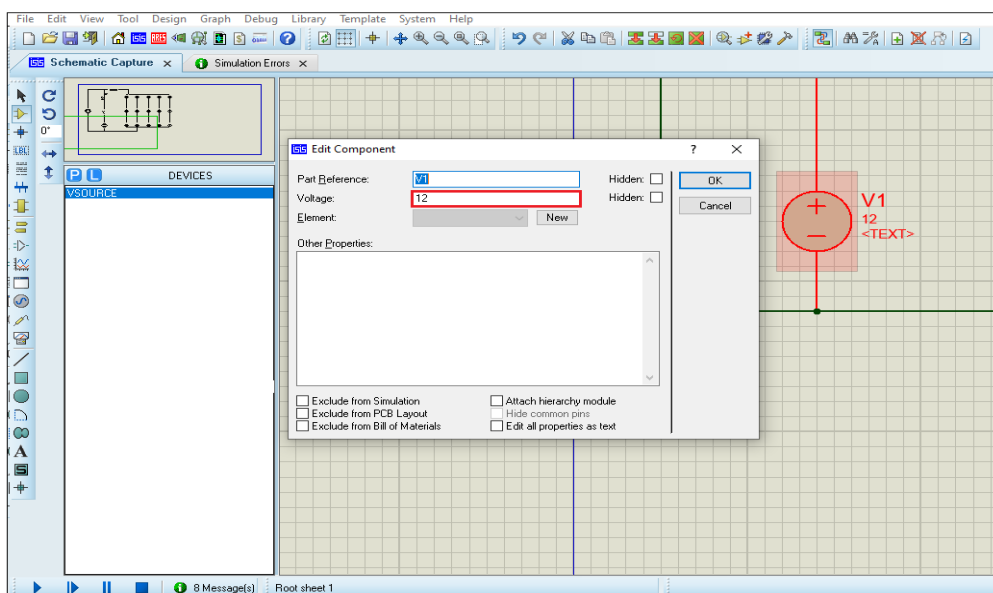 File Edit View Tool Design Graph Debug Library Template System Help
ISIS Schematic Capture x Simulation Errors x
0°
P L DEVICES
VSOURCE
ISIS Edit Component ? ×
Part Reference: V1 Hidden:
Voltage: 12 Hidden:
Element: New
Other Properties:
OK
Cancel
Exclude from Simulation
Exclude from PCB Layout
Exclude from Bill of Materials
Attach hierarchy module
Hide common pins
Edit all properties as text
V1
12
<TEXT>
8 Message(s) Root sheet 1